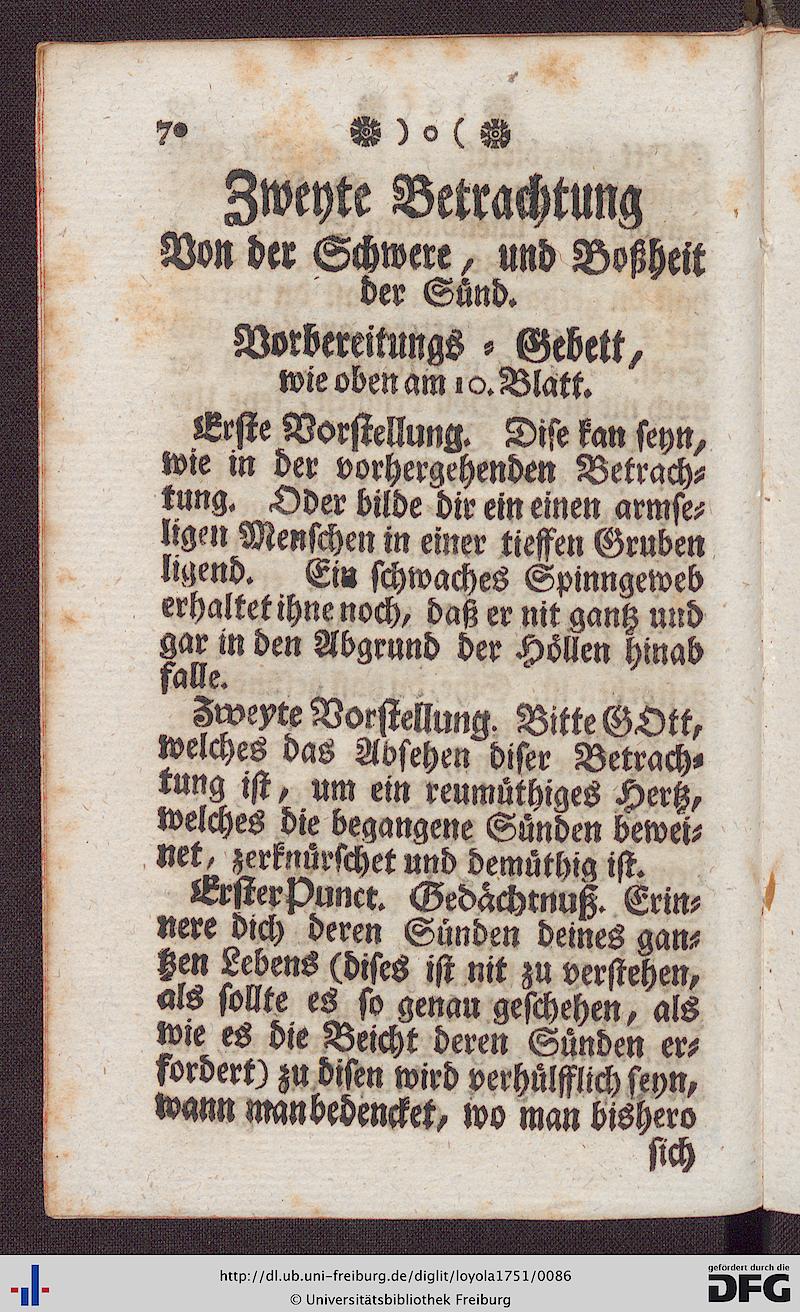 70 ) o (
Zweyte Betrachtung
Von der Schwere, und Boßheit
der Sünd.
Vorbereitungs-Gebett,
wie oben am 10. Blatt.
Erste Vorstellung. Dise kan seyn,
wie in der vorhergehenden Betrach-
tung. Oder bilde dir ein einen armse-
ligen Menschen in einer tieffen Gruben
ligend. Ein schwaches Spinngeweb
erhaltet ihne noch, daß er nit gantz und
gar in den Abgrund der Höllen hinab
falle.
Zweyte Vorstellung. Bitte GOtt,
welches das Absehen diser Betrach-
tung ist, um ein reumüthiges Hertz,
welches die begangene Sünden bewei-
net, zerknürschet und demüthig ist.
Erster Punct. Gedächtnuß. Erin-
nere dich deren Sünden deines gan-
tzen Lebens (dises ist nit zu verstehen,
als sollte es so genau geschehen, als
wie es die Beicht deren Sünden er-
fordert) zu disen wird verhülfflich seyn,
wann man bedencket, wo man bishero
sich
http://dl.ub.uni-freiburg.de/diglit/loyola1751/0086
© Universitätsbibliothek Freiburg
gefördert durch die
DFG